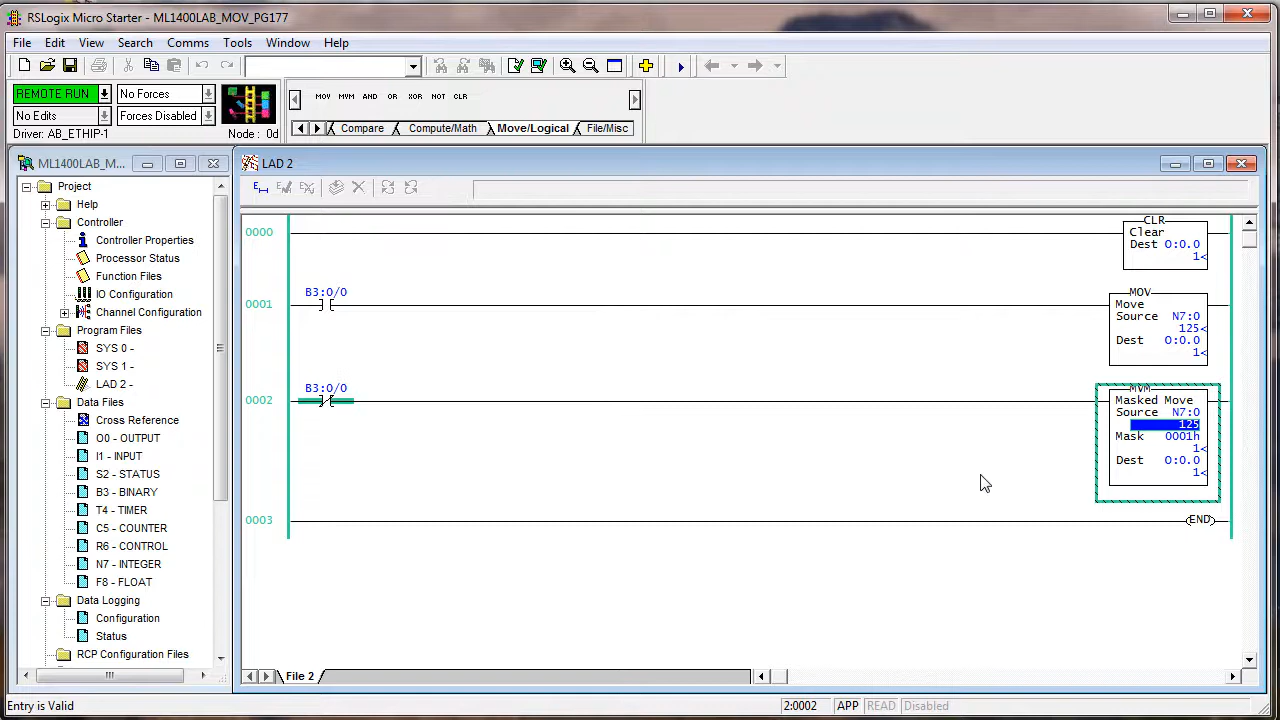 RSLogix Micro Starter - ML1400LAB_MOV_PG177
File Edit View Search Comms Tools Window Help
REMOTE RUN No Forces
No Edits Forces Disabled
Driver: AB_ETHIP-1 Node : 0d
MOV MVM AND OR XOR NOT CLR
Compare Compute/Math Move/Logical File/Misc
ML1400LAB_M...
Project
Help
Controller
Controller Properties
Processor Status
Function Files
IO Configuration
Channel Configuration
Program Files
SYS 0 -
SYS 1 -
LAD 2 -
Data Files
Cross Reference
O0 - OUTPUT
I1 - INPUT
S2 - STATUS
B3 - BINARY
T4 - TIMER
C5 - COUNTER
R6 - CONTROL
N7 - INTEGER
F8 - FLOAT
Data Logging
Configuration
Status
RCP Configuration Files
LAD 2
0000
CLR
Clear
Dest O:0.0
1<
0001
B3:0/0
MOV
Move
Source N7:0
125<
Dest O:0.0
1<
0002
B3:0/0
MVM
Masked Move
Source N7:0
125
Mask 0001h
1<
Dest O:0.0
1<
0003
END
File 2
Entry is Valid 2:0002 APP READ Disabled